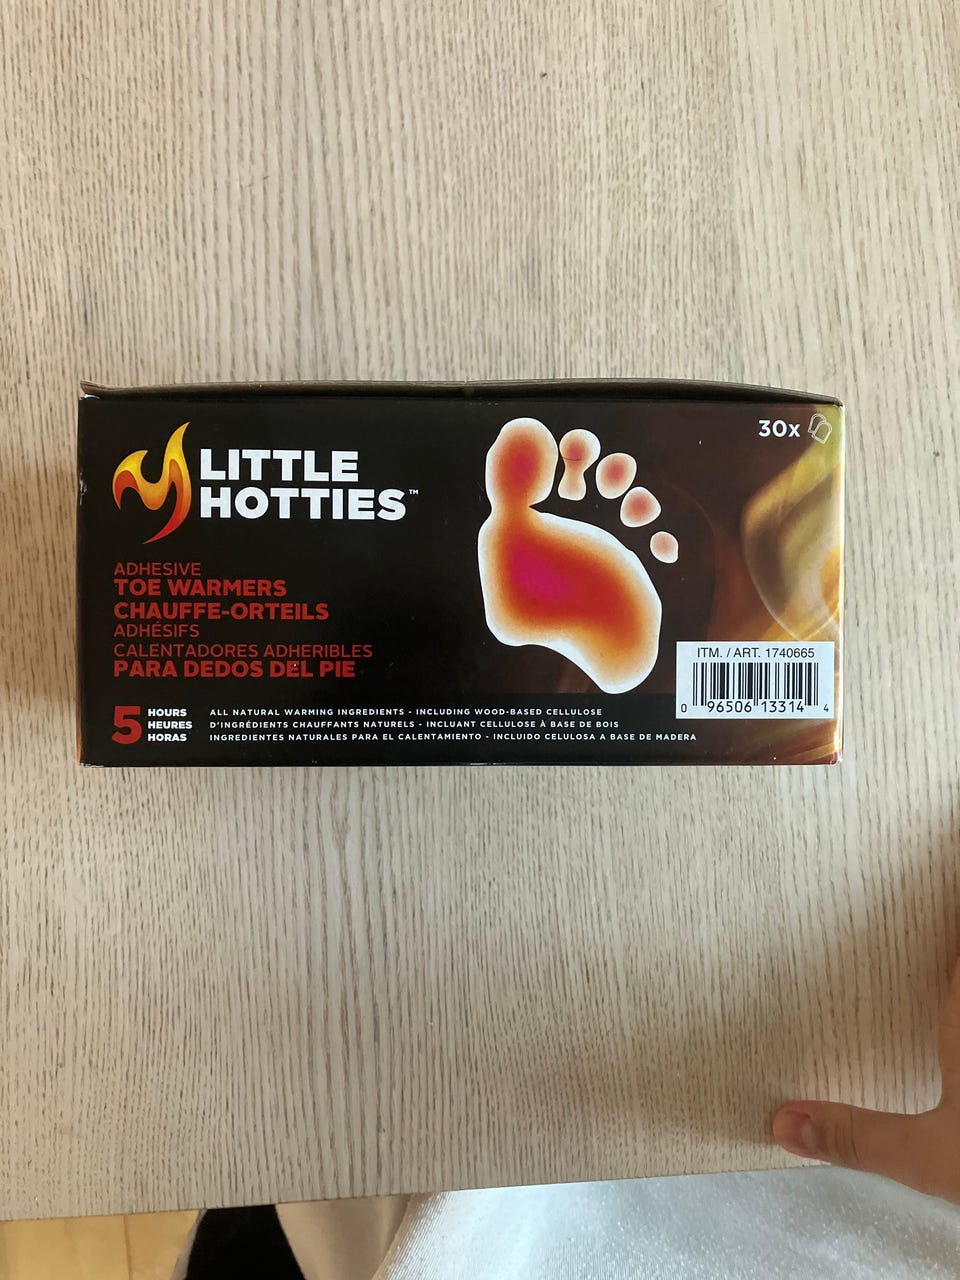 LITTLE
HOTTIES™
30x
ADHESIVE
TOE WARMERS
CHAUFFE-ORTEILS
ADHÉSIFS
CALENTADORES ADHERIBLES
PARA DEDOS DEL PIE
5 HOURS
HEURES
HORAS
ALL NATURAL WARMING INGREDIENTS - INCLUDING WOOD-BASED CELLULOSE
D'INGRÉDIENTS CHAUFFANTS NATURELS - INCLUANT CELLULOSE À BASE DE BOIS
INGREDIENTES NATURALES PARA EL CALENTAMIENTO - INCLUIDO CELULOSA A BASE DE MADERA
ITM. / ART. 1740665
0 96506 13314 4